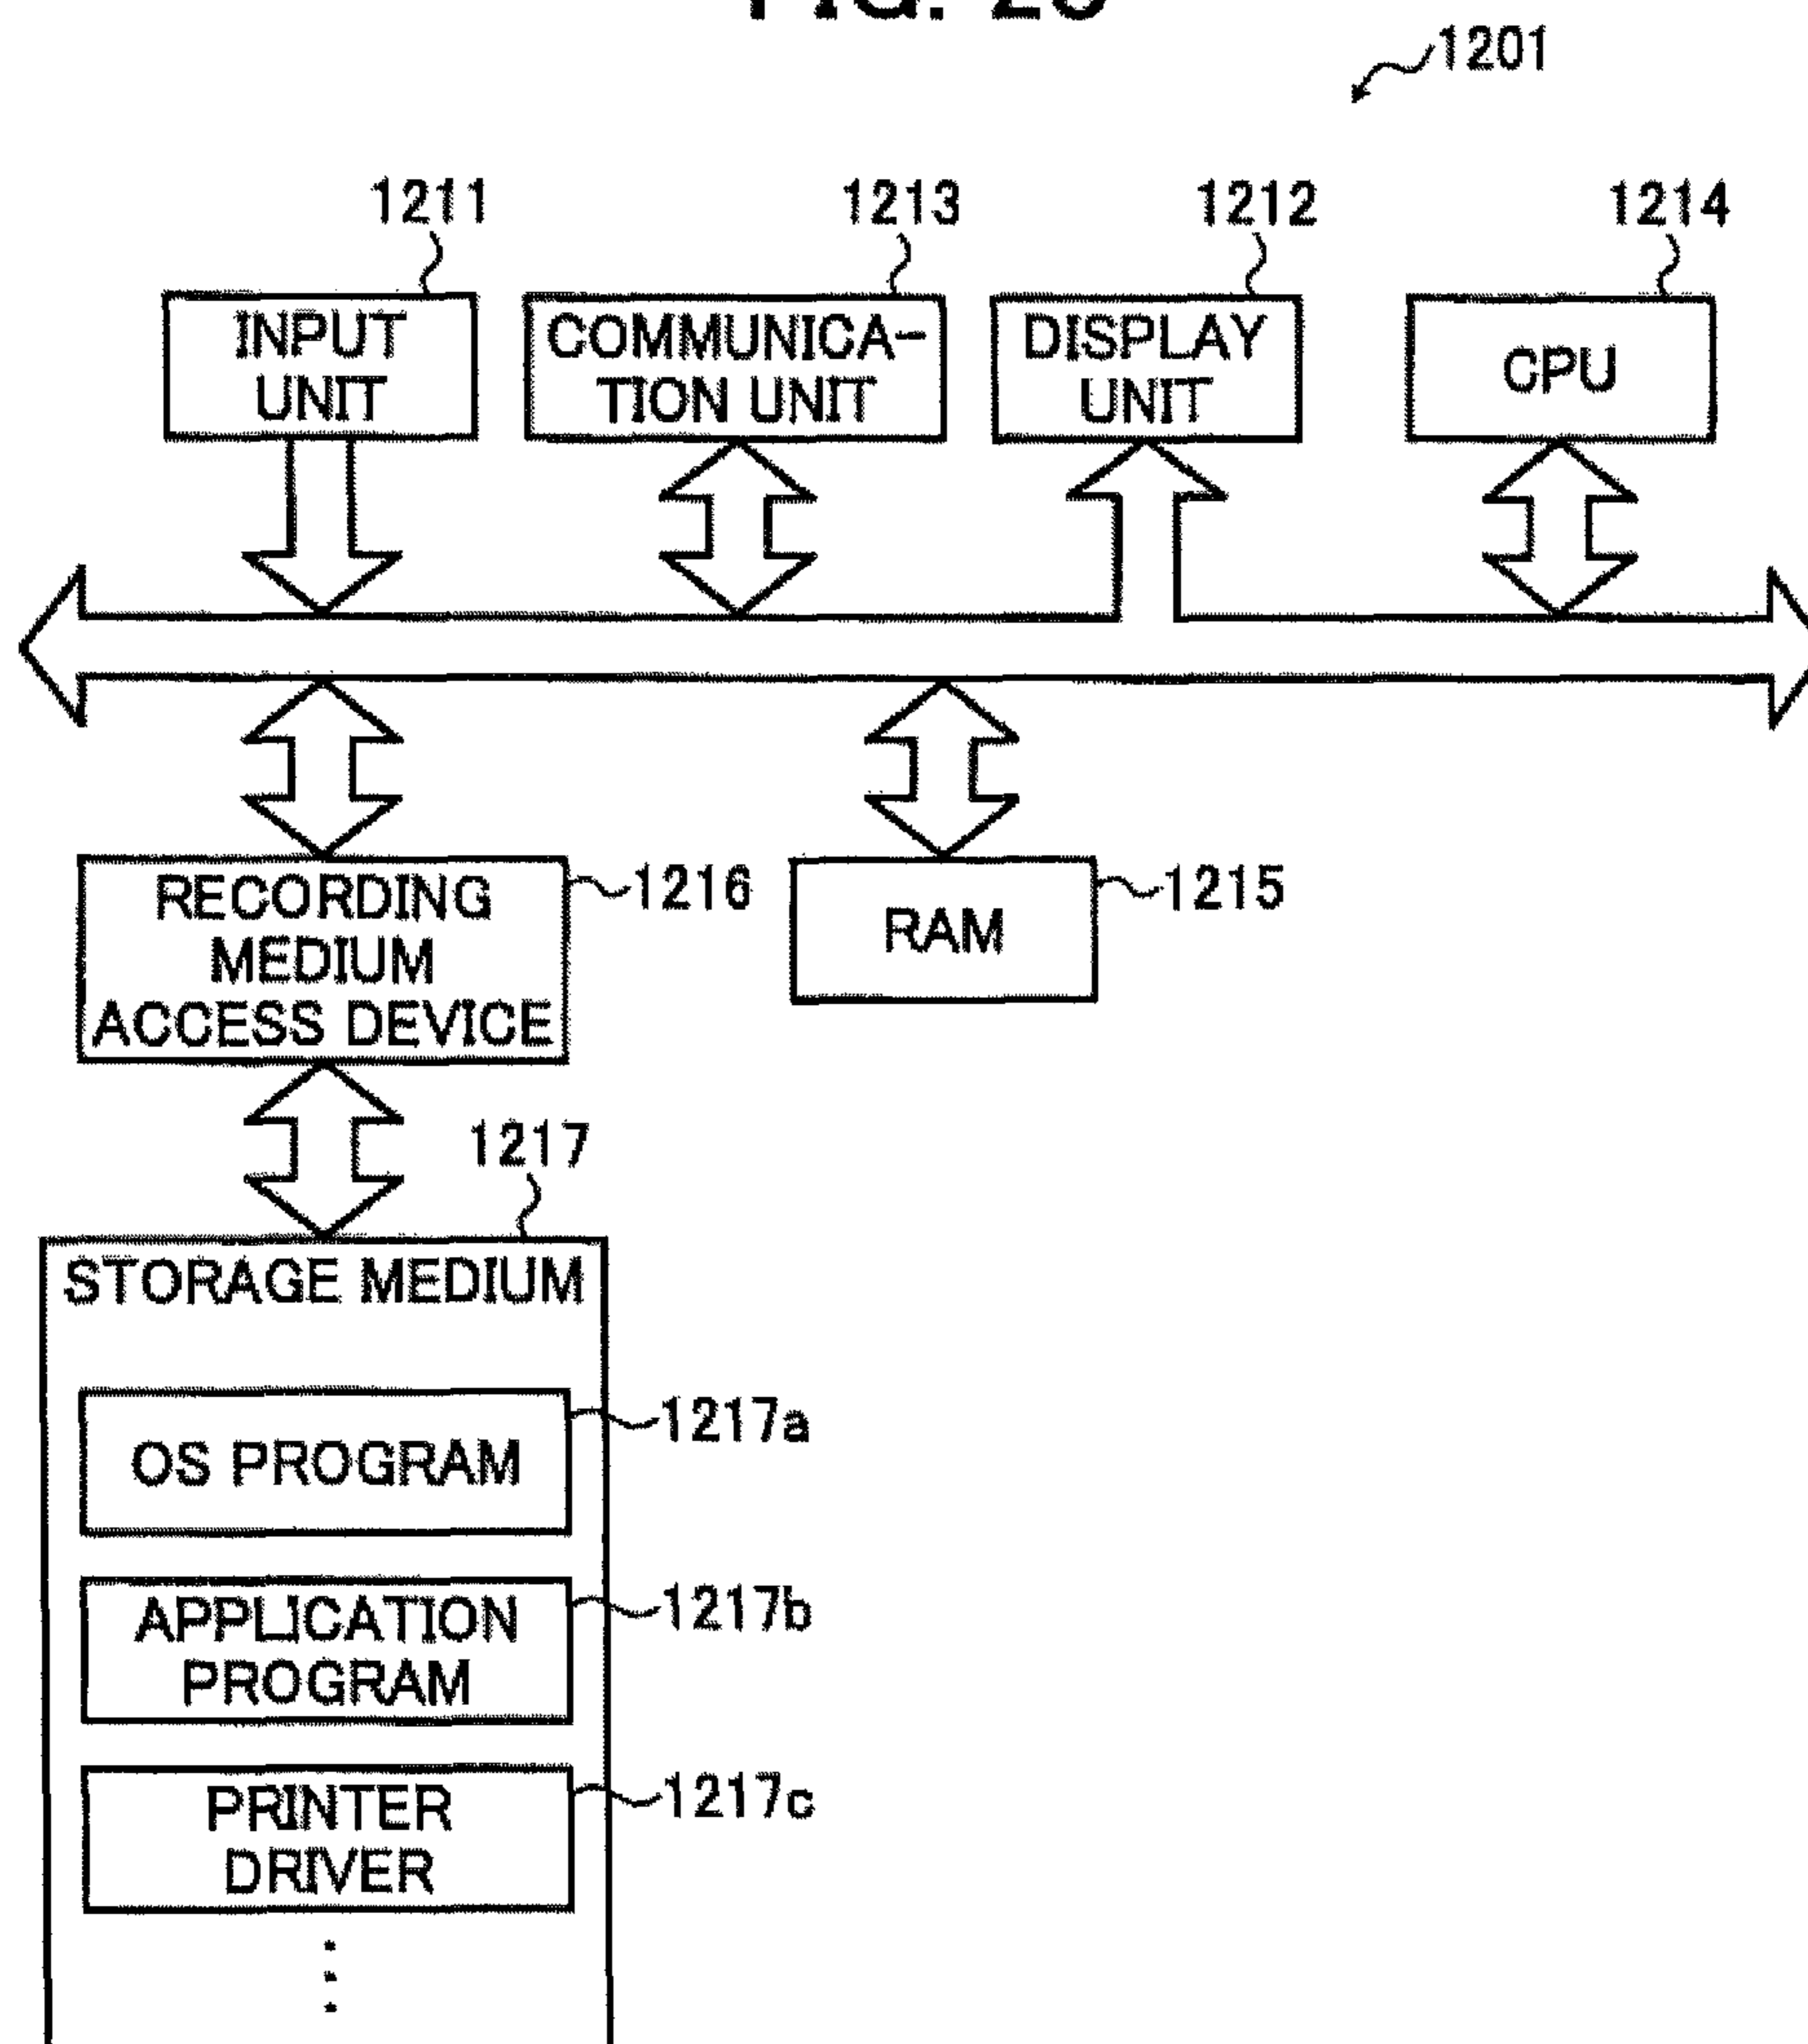 1201
1211
1213
1212
1214
INPUT
UNIT
COMMUNICA-
TION UNIT
DISPLAY
UNIT
CPU
RECORDING
MEDIUM
ACCESS DEVICE
1216
RAM
1215
1217
STORAGE MEDIUM
OS PROGRAM
1217a
APPLICATION
PROGRAM
1217b
PRINTER
DRIVER
1217c